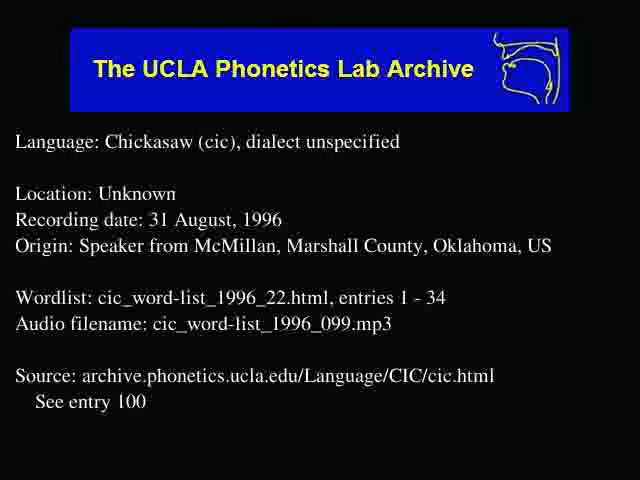 The UCLA Phonetics Lab Archive
Language: Chickasaw (cic), dialect unspecified
Location: Unknown
Recording date: 31 August, 1996
Origin: Speaker from McMillan, Marshall County, Oklahoma, US
Wordlist: cic_word-list_1996_22.html, entries 1 - 34
Audio filename: cic_word-list_1996_099.mp3
Source: archive.phonetics.ucla.edu/Language/CIC/cic.html
See entry 100